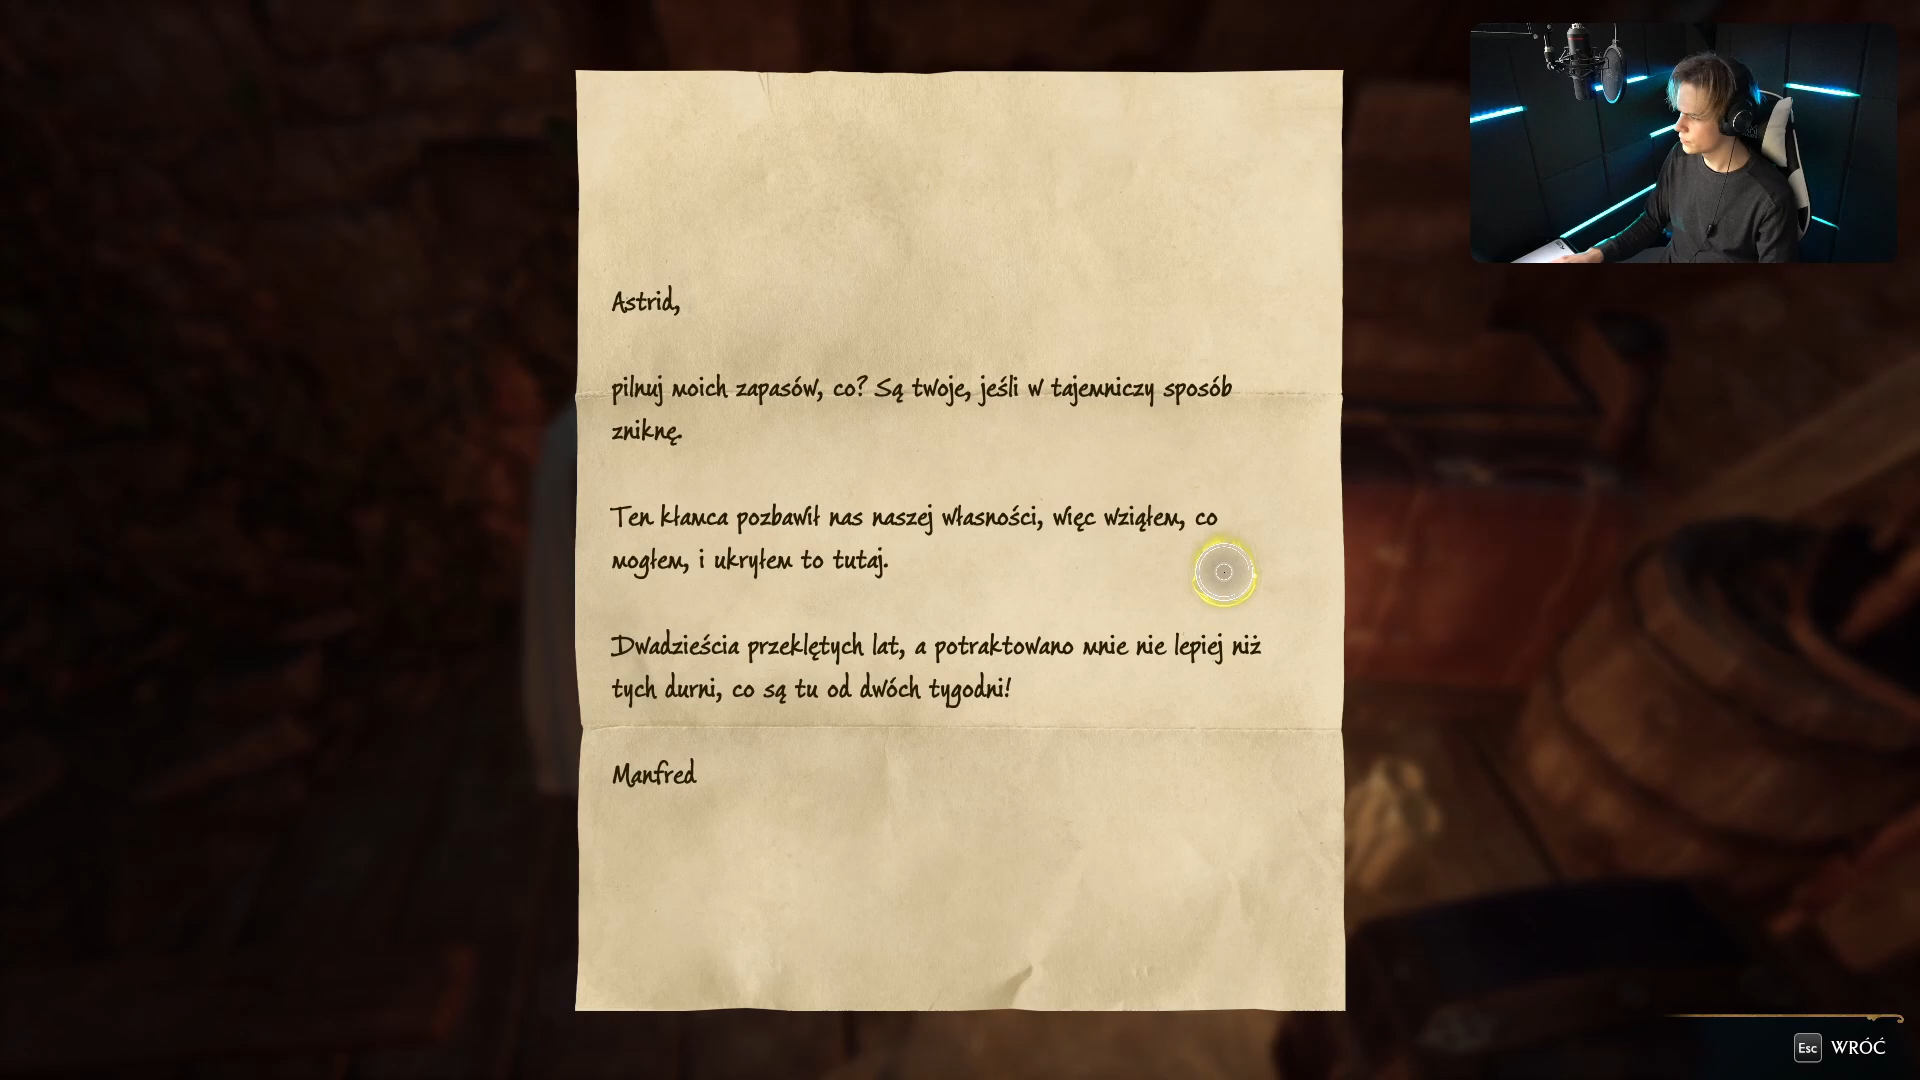 Astrid,
pilnuj moich zapasów, co? Są twoje, jeśli w tajemniczy sposób
zniknę.
Ten kłamca pozbawił nas naszej własności, więc wziąłem, co
mogłem, i ukryłem to tutaj.
Dwadzieścia przeklętych lat, a potraktowano mnie nie lepiej niż
tych durni, co są tu od dwóch tygodni!
Manfred
Esc WRÓĆ